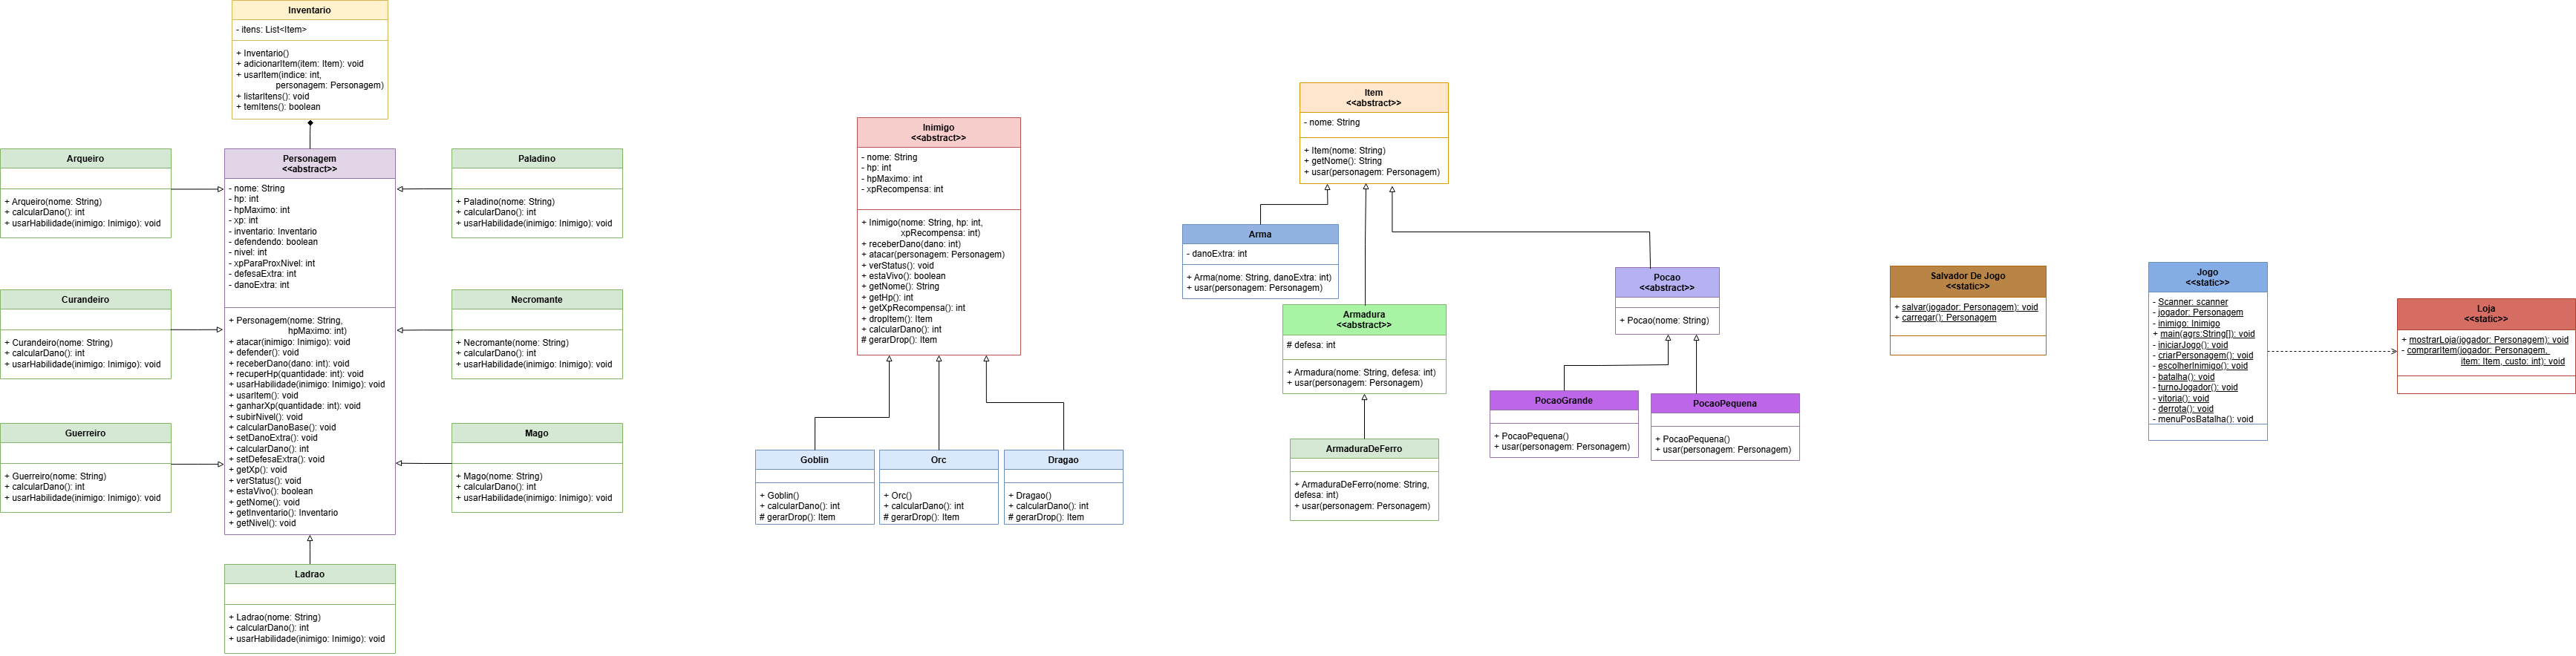 Inventario
- itens: List<Item>
+ Inventario()
+ adicionarItem(item: Item): void
+ usarItem(indice: int,
personagem: Personagem)
+ listarItens(): void
+ temItens(): boolean
Arqueiro
+ Arqueiro(nome: String)
+ calcularDano(): int
+ usarHabilidade(inimigo: Inimigo): void
Curandeiro
+ Curandeiro(nome: String)
+ calcularDano(): int
+ usarHabilidade(inimigo: Inimigo): void
Guerreiro
+ Guerreiro(nome: String)
+ calcularDano(): int
+ usarHabilidade(inimigo: Inimigo): void
Personagem
<<abstract>>
- nome: String
- hp: int
- hpMaximo: int
- xp: int
- inventario: Inventario
- defendendo: boolean
- nivel: int
- xpParaProxNivel: int
- defesaExtra: int
- danoExtra: int
+ Personagem(nome: String,
hpMaximo: int)
+ atacar(inimigo: Inimigo): void
+ defender(): void
+ receberDano(dano: int): void
+ recuperHp(quantidade: int): void
+ usarHabilidade(inimigo: Inimigo): void
+ usarItem(): void
+ ganharXp(quantidade: int): void
+ subirNivel(): void
+ calcularDanoBase(): void
+ setDanoExtra(): void
+ calcularDano(): int
+ setDefesaExtra(): void
+ getXp(): void
+ verStatus(): void
+ estaVivo(): boolean
+ getNome(): void
+ getInventario(): Inventario
+ getNivel(): void
Paladino
+ Paladino(nome: String)
+ calcularDano(): int
+ usarHabilidade(inimigo: Inimigo): void
Necromante
+ Necromante(nome: String)
+ calcularDano(): int
+ usarHabilidade(inimigo: Inimigo): void
Mago
+ Mago(nome: String)
+ calcularDano(): int
+ usarHabilidade(inimigo: Inimigo): void
Ladrao
+ Ladrao(nome: String)
+ calcularDano(): int
+ usarHabilidade(inimigo: Inimigo): void
Inimigo
<<abstract>>
- nome: String
- hp: int
- hpMaximo: int
- xpRecompensa: int
+ Inimigo(nome: String, hp: int,
xpRecompensa: int)
+ receberDano(dano: int)
+ atacar(personagem: Personagem)
+ verStatus(): void
+ estaVivo(): boolean
+ getNome(): String
+ getHp(): int
+ getXpRecompensa(): int
+ dropItem(): Item
+ calcularDano(): int
# gerarDrop(): Item
Goblin
+ Goblin()
+ calcularDano(): int
# gerarDrop(): Item
Orc
+ Orc()
+ calcularDano(): int
# gerarDrop(): Item
Dragao
+ Dragao()
+ calcularDano(): int
# gerarDrop(): Item
Item
<<abstract>>
- nome: String
+ Item(nome: String)
+ getNome(): String
+ usar(personagem: Personagem)
Arma
- danoExtra: int
+ Arma(nome: String, danoExtra: int)
+ usar(personagem: Personagem)
Armadura
<<abstract>>
# defesa: int
+ Armadura(nome: String, defesa: int)
+ usar(personagem: Personagem)
ArmaduraDeFerro
+ ArmaduraDeFerro(nome: String,
defesa: int)
+ usar(personagem: Personagem)
Pocao
<<abstract>>
+ Pocao(nome: String)
PocaoGrande
+ PocaoPequena()
+ usar(personagem: Personagem)
PocaoPequena
+ PocaoPequena()
+ usar(personagem: Personagem)
Salvador De Jogo
<<static>>
+ salvar(jogador: Personagem): void
+ carregar(): Personagem
Jogo
<<static>>
- Scanner: scanner
- jogador: Personagem
- inimigo: Inimigo
+ main(agrs:String[]): void
- iniciarJogo(): void
- criarPersonagem(): void
- escolherInimigo(): void
- batalha(): void
- turnoJogador(): void
- vitoria(): void
- derrota(): void
- menuPosBatalha(): void
Loja
<<static>>
+ mostrarLoja(jogador: Personagem): void
- comprarItem(jogador: Personagem,
item: Item, custo: int): void